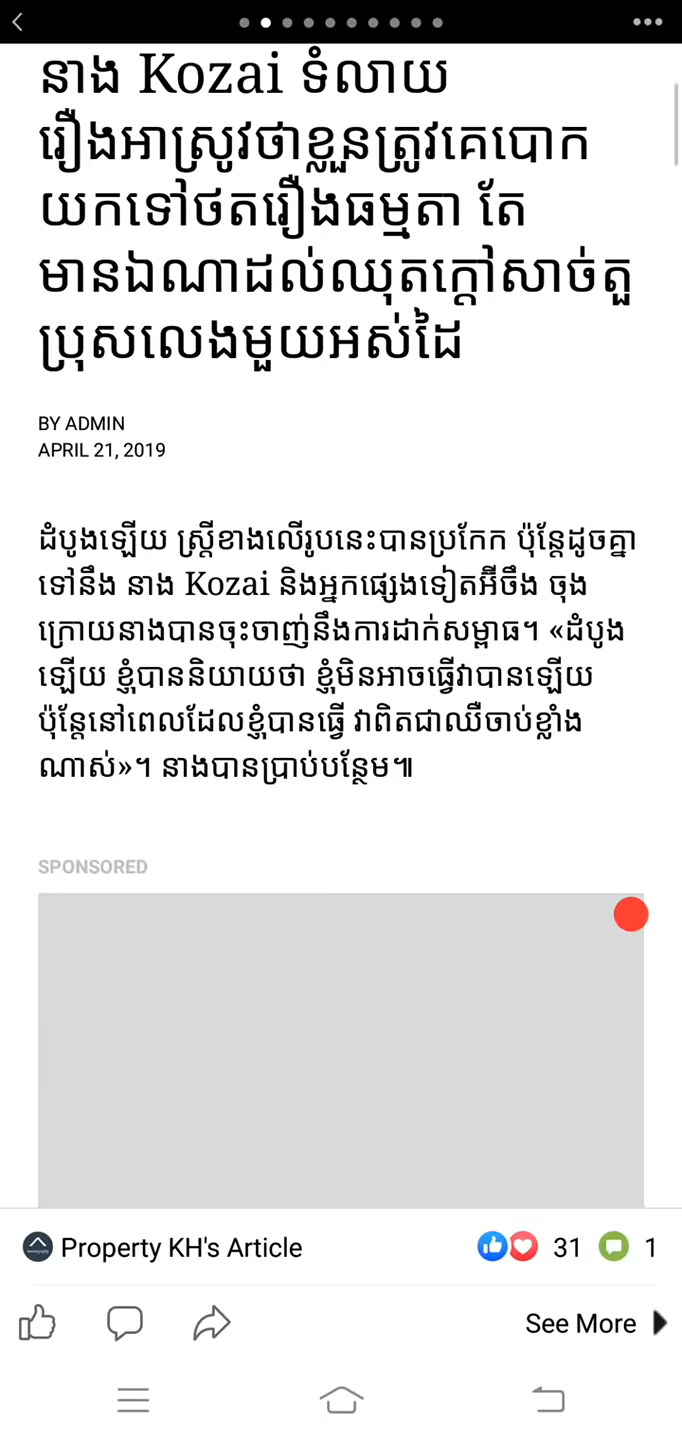 នាង Kozai ទំលាយ
រឿងអាស្រូវថាខ្លួនត្រូវគេបោក
យកទៅថតរឿងធម្មតា តែ
មានឯណាដល់ឈុតក្តៅសាច់តួ
ប្រុសលេងមួយអស់ដៃ
BY ADMIN
APRIL 21, 2019
ដំបូងឡើយ ស្ត្រីខាងលើរូបនេះបានប្រកែក ប៉ុន្តែដូចគ្នា
ទៅនឹង នាង Kozai និងអ្នកផ្សេងទៀតអ៊ីចឹង ចុង
ក្រោយនាងបានចុះចាញ់នឹងការដាក់សម្ពាធ។ «ដំបូង
ឡើយ ខ្ញុំបាននិយាយថា ខ្ញុំមិនអាចធ្វើវាបានឡើយ
ប៉ុន្តែនៅពេលដែលខ្ញុំបានធ្វើ វាពិតជាឈឺចាប់ខ្លាំង
ណាស់»។ នាងបានប្រាប់បន្ថែម៕
SPONSORED
Property KH's Article 31 1
See More